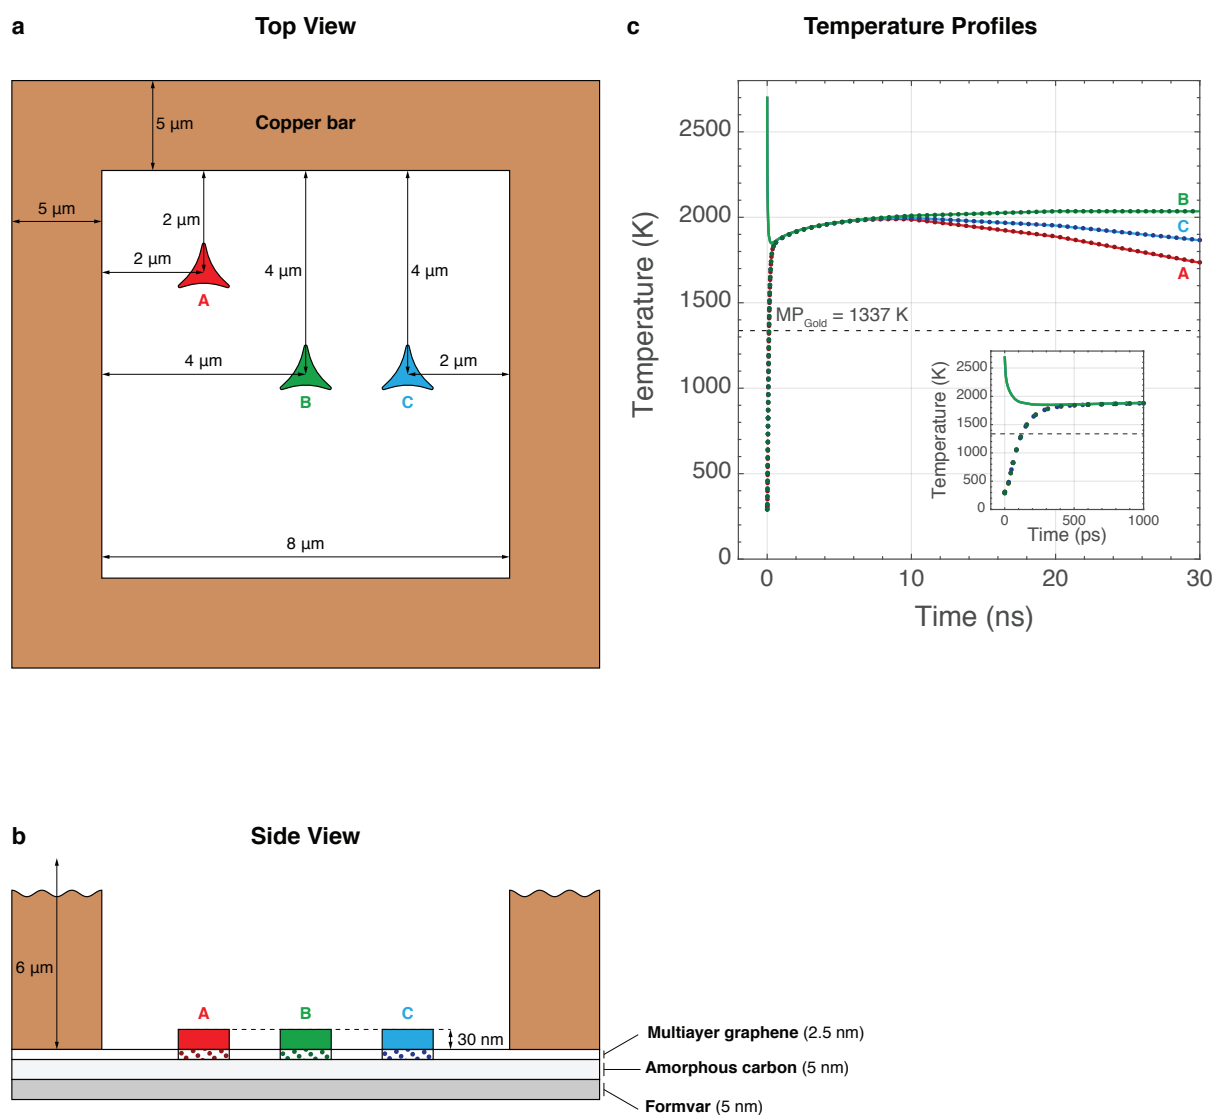 a
Top View
5 µm
Copper bar
5 µm
2 µm
2 µm
A
4 µm
4 µm
4 µm
2 µm
B
C
8 µm
b
Side View
6 µm
A
B
C
30 nm
Multiayer graphene (2.5 nm)
Amorphous carbon (5 nm)
Formvar (5 nm)
c
Temperature Profiles
Temperature (K)
2500
2000
1500
1000
500
0
B
C
A
MPGold = 1337 K
Temperature (K)
2500
2000
1500
1000
500
0
0
500
1000
Time (ps)
0
10
20
30
Time (ns)